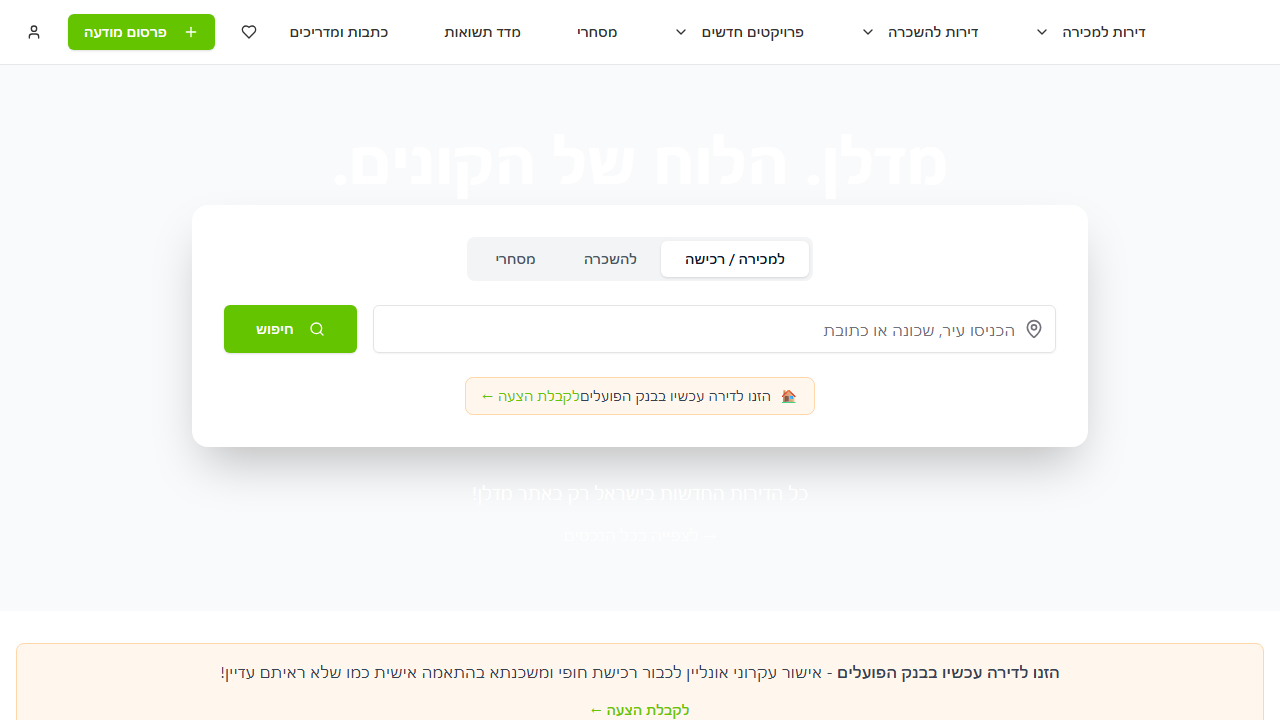 דירות למכירה
דירות להשכרה
פרויקטים חדשים
מסחרי
מדד תשואות
כתבות ומדריכים
פרסום מודעה
מדלן. הלוח של הקונים.
למכירה / רכישה
להשכרה
מסחרי
הכניסו עיר, שכונה או כתובת
חיפוש
הזנו לדירה עכשיו בבנק הפועליםלקבלת הצעה ←
כל הדירות החדשות בישראל רק באתר מדלן!
הזנו לדירה עכשיו בבנק הפועלים - אישור עקרוני אונליין לכבור רכישת חופי ומשכנתא בהתאמה אישית כמו שלא ראיתם עדיין!
לקבלת הצעה ←